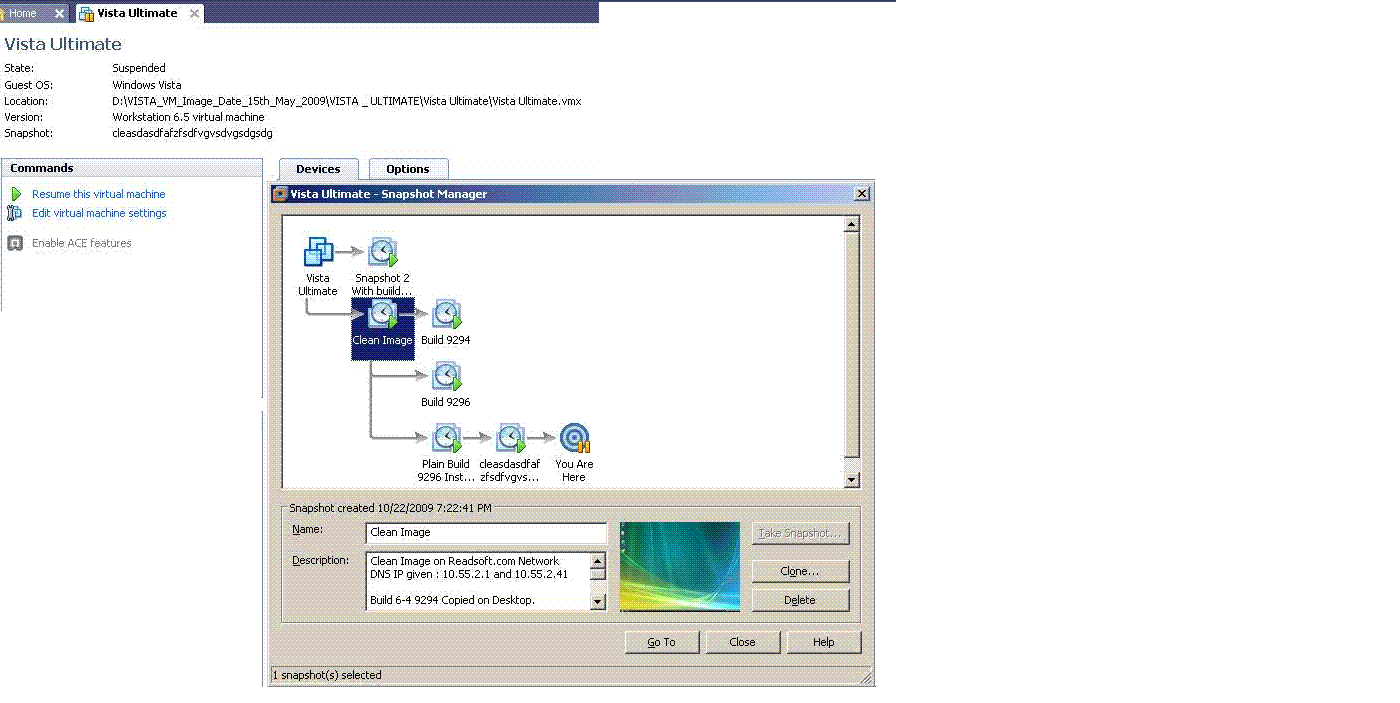 Home
Vista Ultimate
Vista Ultimate
State: Suspended
Guest OS: Windows Vista
Location: D:\VISTA_VM_Image_Date_15th_May_2009\VISTA _ ULTIMATE\Vista Ultimate\Vista Ultimate.vmx
Version: Workstation 6.5 virtual machine
Snapshot: cleasdasdfafzfsdfvgvsdvgsdgsdg
Commands
Resume this virtual machine
Edit virtual machine settings
Enable ACE features
Devices Options
Vista Ultimate - Snapshot Manager
Vista
Ultimate
Snapshot 2
With buiild...
Clean Image
Build 9294
Build 9296
Plain Build
9296 Inst...
cleasdasdfaf
zfsdfvgvs...
You Are
Here
Snapshot created 10/22/2009 7:22:41 PM
Name: Clean Image
Description: Clean Image on Readsoft.com Network
DNS IP given : 10.55.2.1 and 10.55.2.41
Build 6-4 9294 Copied on Desktop.
Take Snapshot...
Clone...
Delete
Go To Close Help
1 snapshot(s) selected